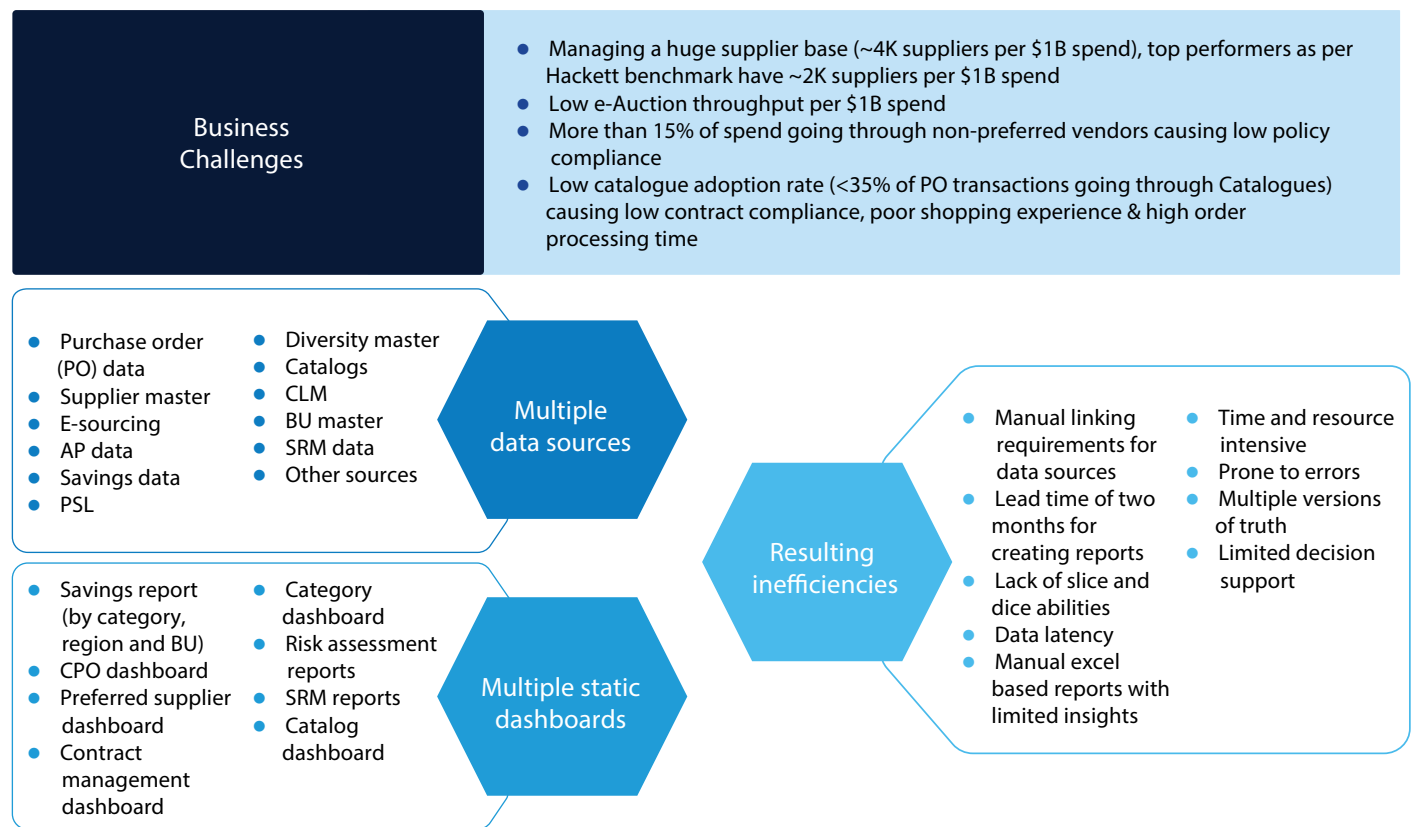 Business
Challenges
● Managing a huge supplier base (~4K suppliers per $1B spend), top performers as per
Hackett benchmark have ~2K suppliers per $1B spend
● Low e-Auction throughput per $1B spend
● More than 15% of spend going through non-preferred vendors causing low policy
compliance
● Low catalogue adoption rate (<35% of PO transactions going through Catalogues)
causing low contract compliance, poor shopping experience & high order
processing time
● Purchase order
(PO) data
● Supplier master
● E-sourcing
● AP data
● Savings data
● PSL
● Diversity master
● Catalogs
● CLM
● BU master
● SRM data
● Other sources
Multiple
data sources
● Savings report
(by category,
region and BU)
● CPO dashboard
● Preferred supplier
dashboard
● Contract
management
dashboard
● Category
dashboard
● Risk assessment
reports
● SRM reports
● Catalog
dashboard
Multiple static
dashboards
Resulting
inefficiencies
● Manual linking
requirements for
data sources
● Lead time of two
months for
creating reports
● Lack of slice and
dice abilities
● Data latency
● Manual excel
based reports with
limited insights
● Time and resource
intensive
● Prone to errors
● Multiple versions
of truth
● Limited decision
support